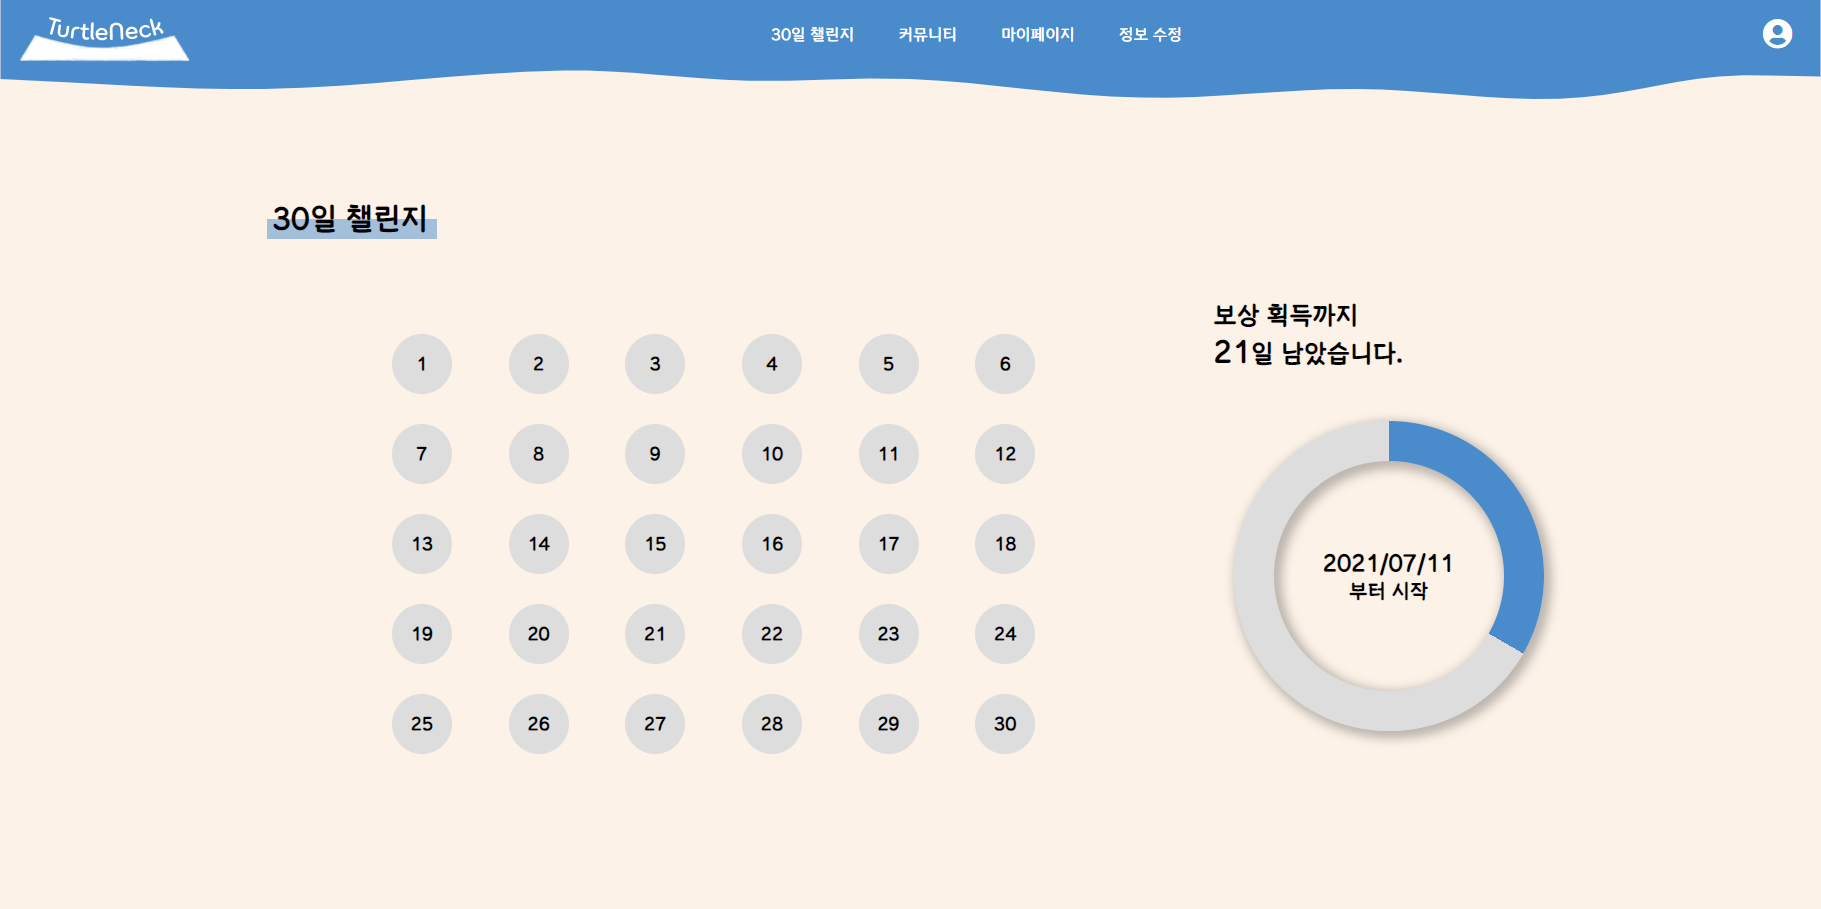 TurtleNeck
30일 챌린지 커뮤니티 마이페이지 정보 수정
30일 챌린지
보상 획득까지
21일 남았습니다.
1 2 3 4 5 6
7 8 9 10 11 12
13 14 15 16 17 18
19 20 21 22 23 24
25 26 27 28 29 30
2021/07/11
부터 시작